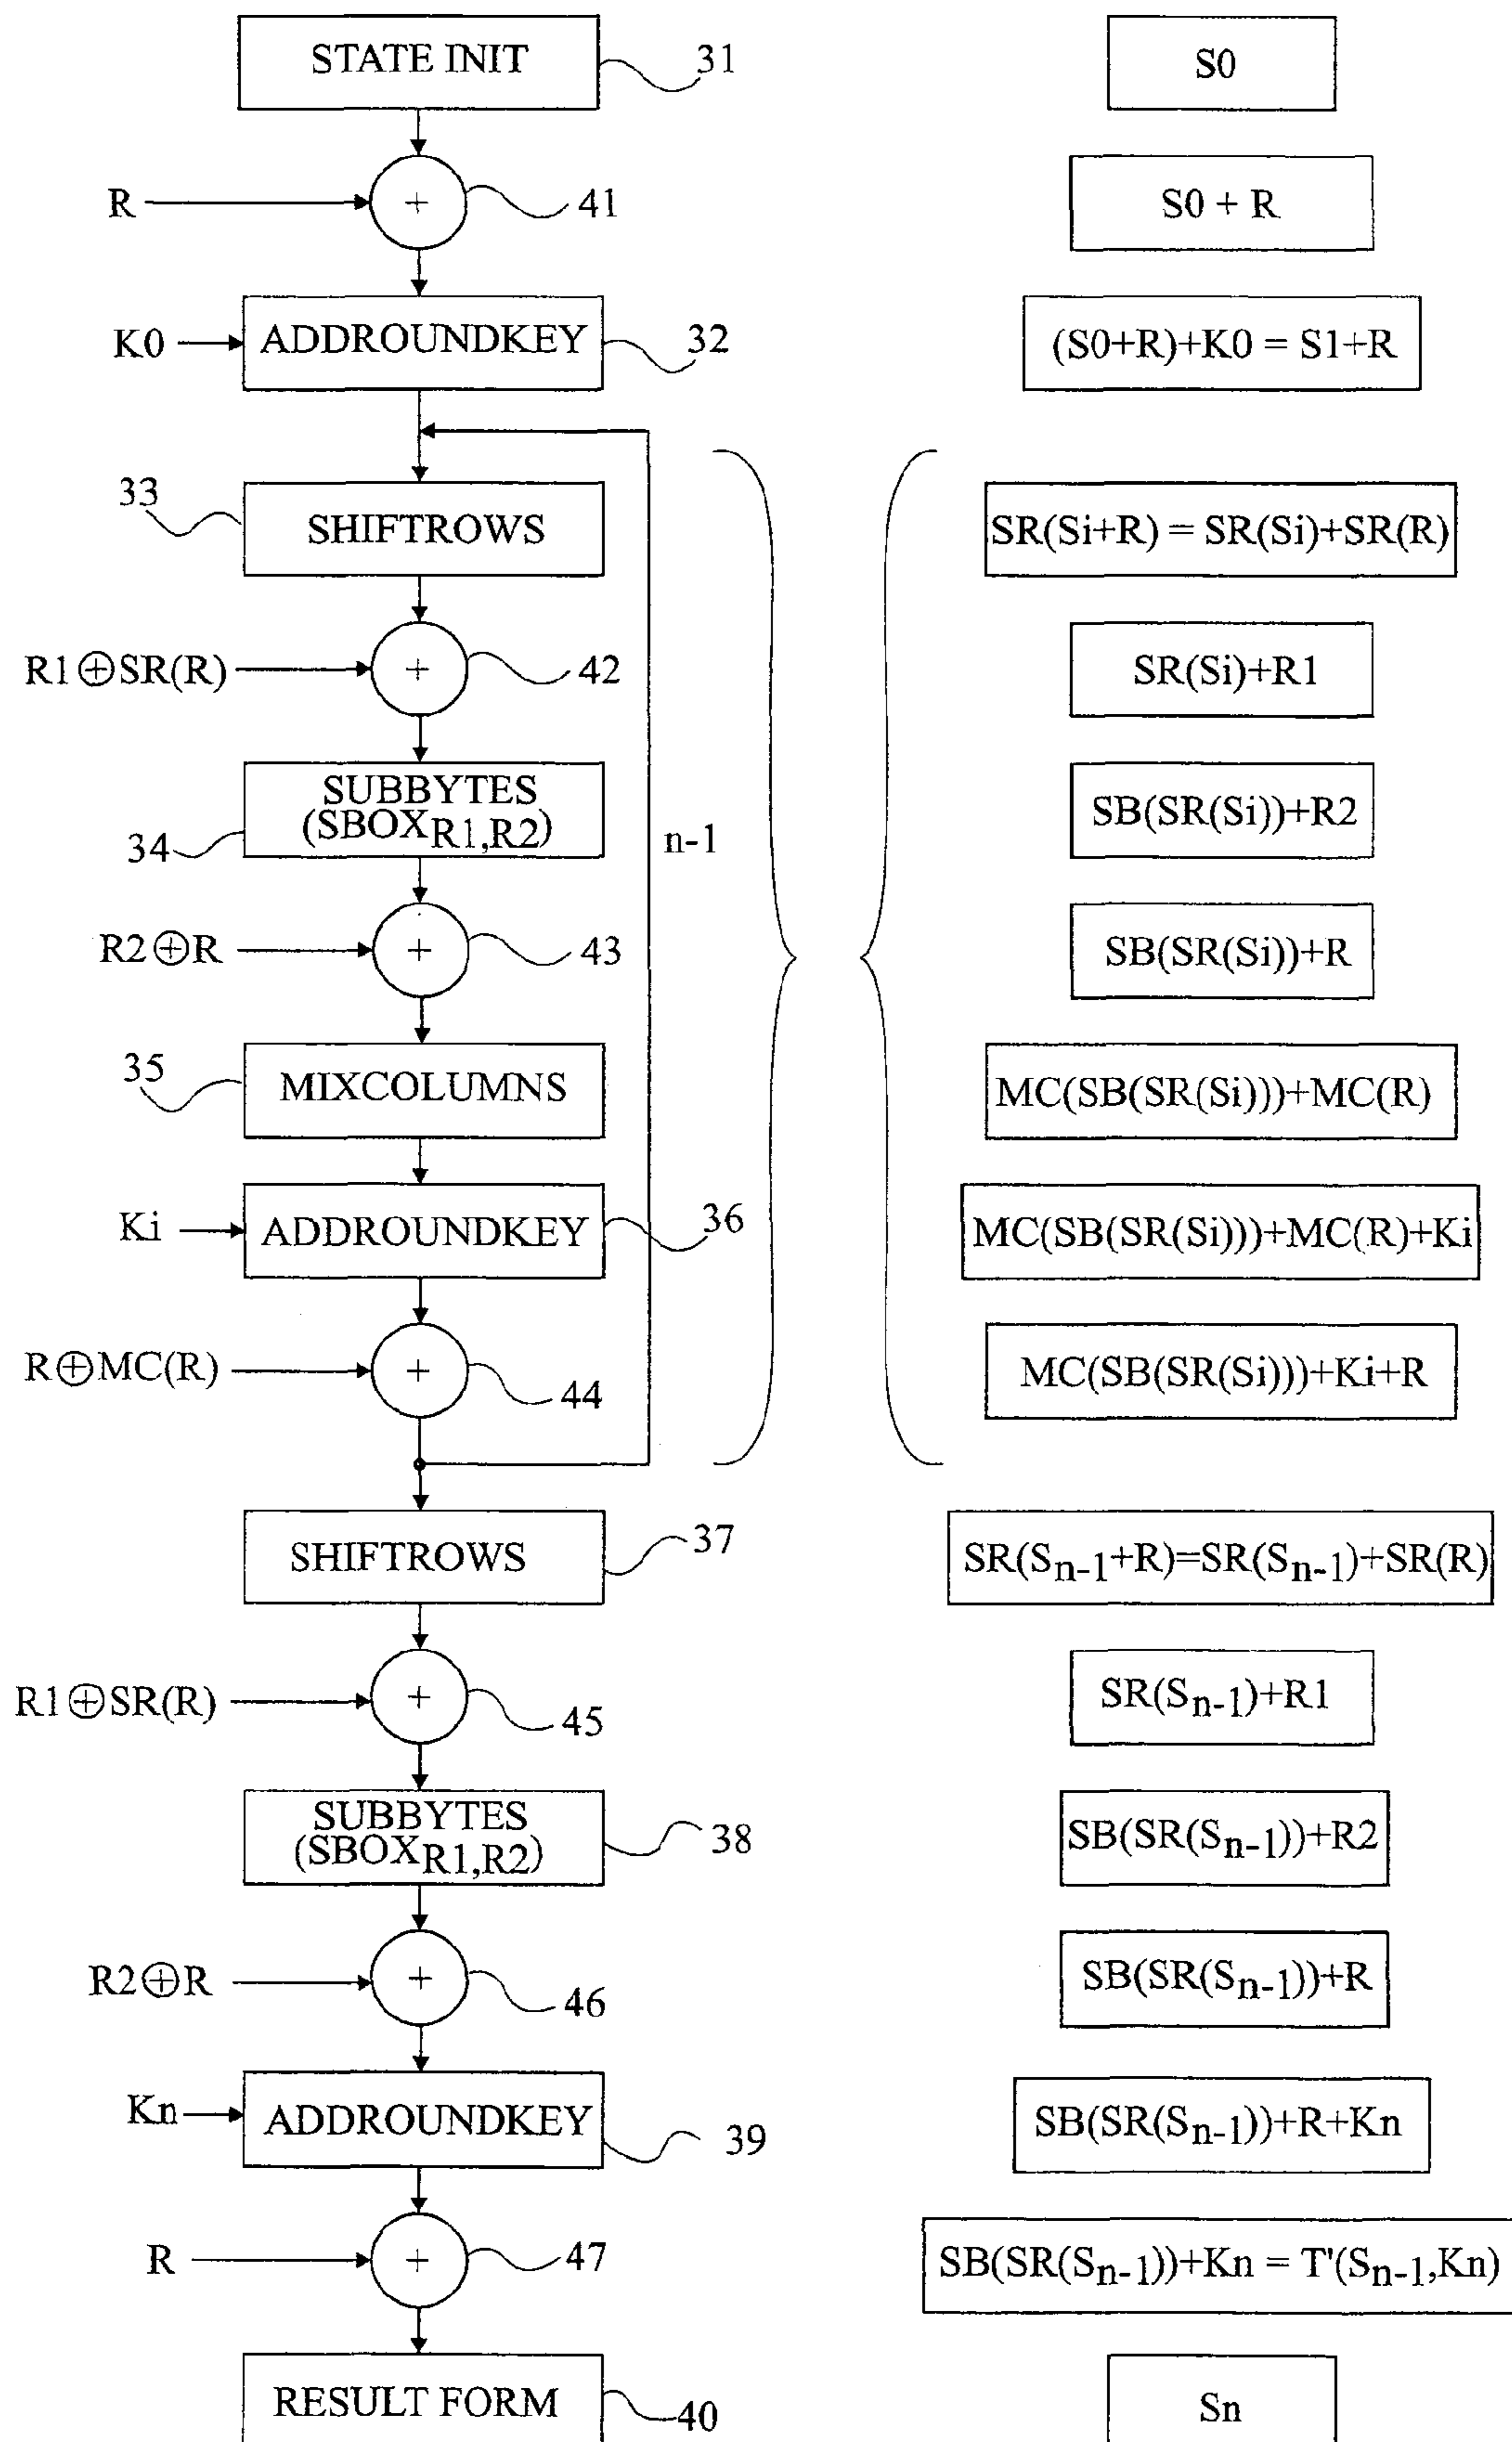 STATE INIT 31 S0
R + 41 S0 + R
K0 ADDROUNDKEY 32 (S0+R)+K0 = S1+R
33 SHIFTROWS SR(Si+R) = SR(Si)+SR(R)
R1⊕SR(R) + 42 SR(Si)+R1
SUBBYTES
(SBOXR1,R2) 34 n-1 SB(SR(Si))+R2
R2⊕R + 43 SB(SR(Si))+R
35 MIXCOLUMNS MC(SB(SR(Si)))+MC(R)
Ki ADDROUNDKEY 36 MC(SB(SR(Si)))+MC(R)+Ki
R⊕MC(R) + 44 MC(SB(SR(Si)))+Ki+R
SHIFTROWS 37 SR(Sn-1+R)=SR(Sn-1)+SR(R)
R1⊕SR(R) + 45 SR(Sn-1)+R1
SUBBYTES
(SBOXR1,R2) 38 SB(SR(Sn-1))+R2
R2⊕R + 46 SB(SR(Sn-1))+R
Kn ADDROUNDKEY 39 SB(SR(Sn-1))+R+Kn
R + 47 SB(SR(Sn-1))+Kn = T'(Sn-1,Kn)
RESULT FORM 40 Sn